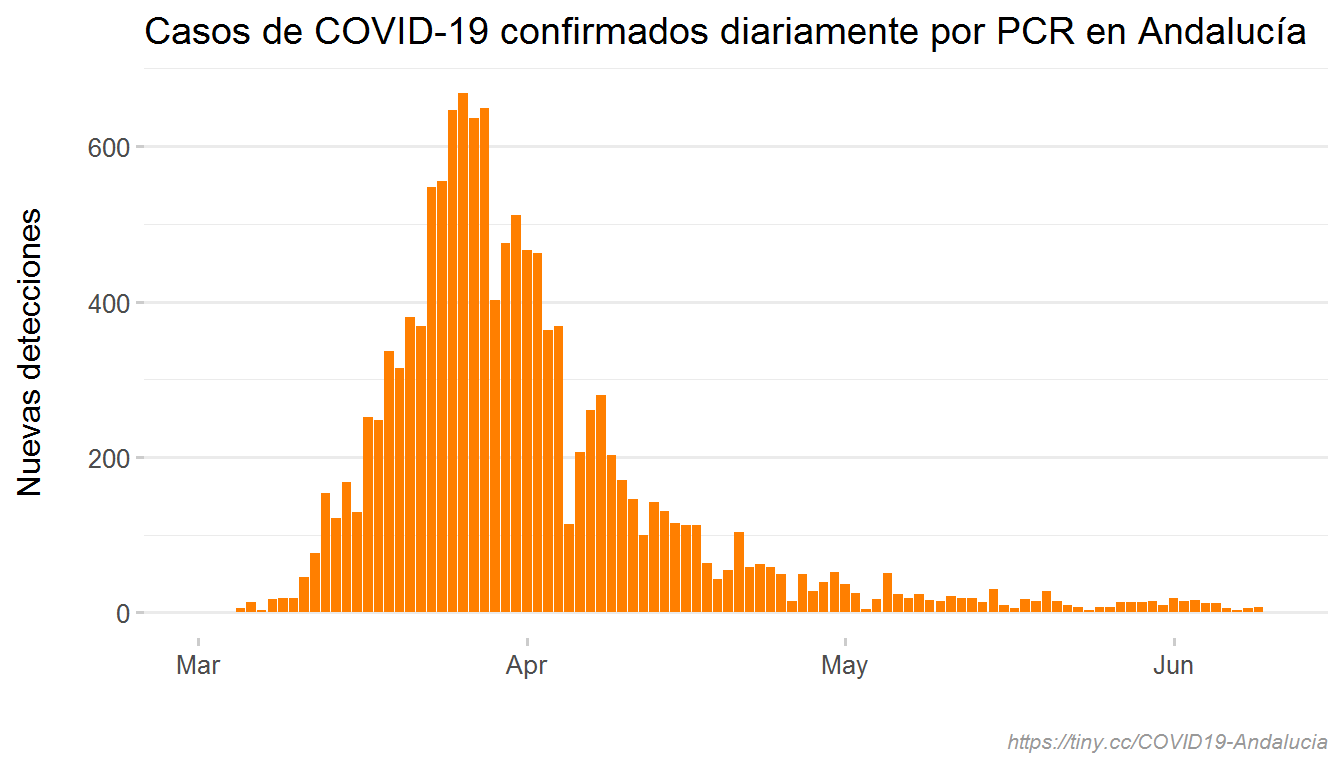 Casos de COVID-19 confirmados diariamente por PCR en Andalucía
Nuevas detecciones
600
400
200
0
Mar Apr May Jun
https://tiny.cc/COVID19-Andalucia